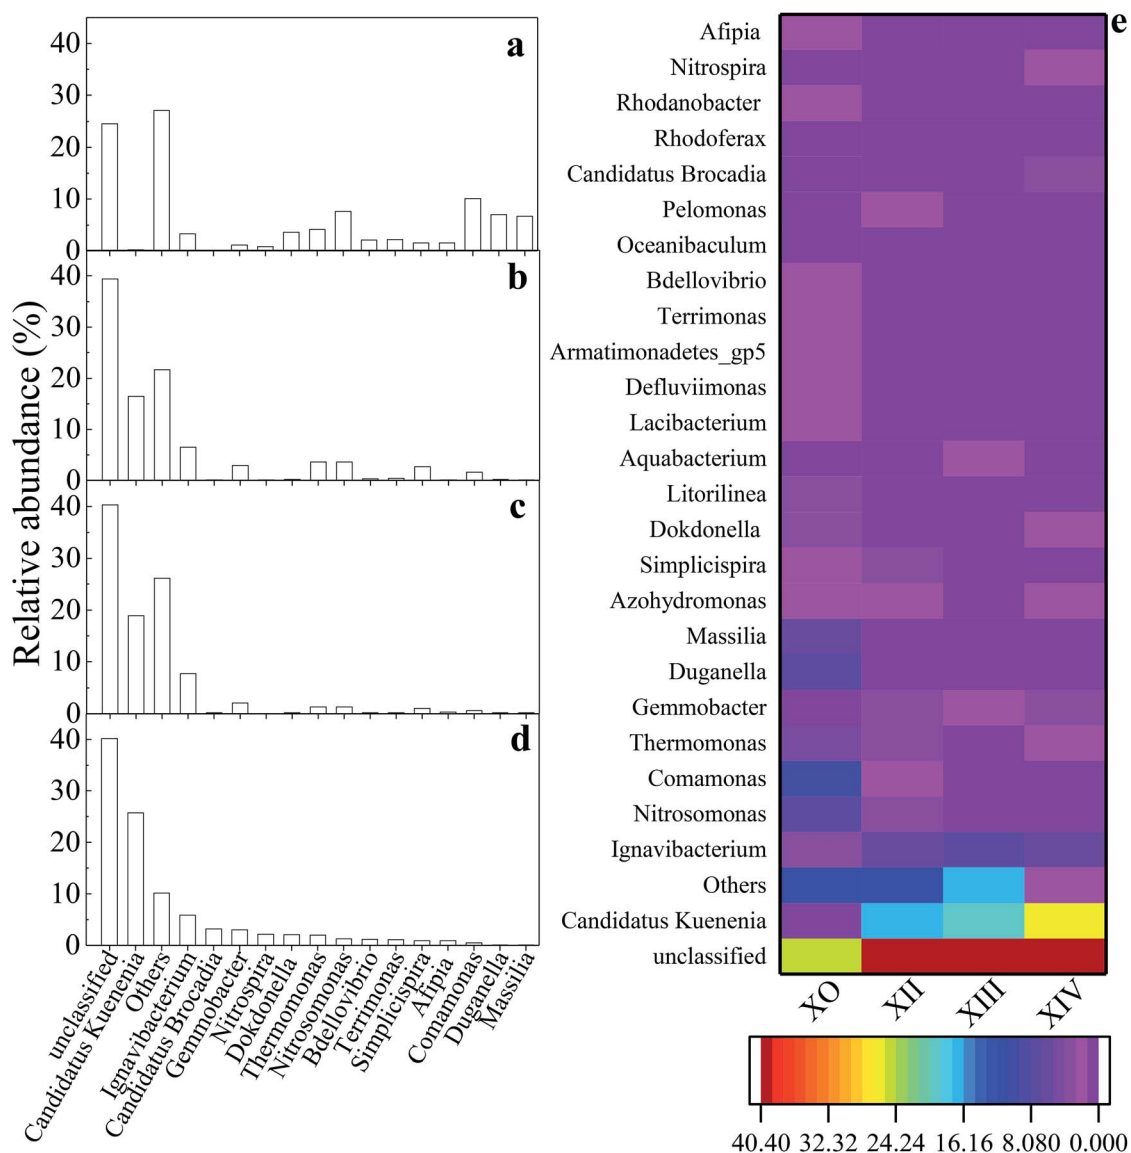 Relative abundance (%)
a
40
30
20
10
0
b
40
30
20
10
0
c
40
30
20
10
0
d
40
30
20
10
0
unclassified
Candidatus Kuenenia
Others
Ignavibacterium
Candidatus Brocadia
Gemmobacter
Nitrospira
Dokdonella
Thermomonas
Nitrosomonas
Bdellovibrio
Terrimonas
Simplicispira
Afipia
Comamonas
Duganella
Massilia
e
Afipia
Nitrospira
Rhodanobacter
Rhodoferax
Candidatus Brocadia
Pelomonas
Oceanibaculum
Bdellovibrio
Terrimonas
Armatimonadetes_gp5
Defluviimonas
Lacibacterium
Aquabacterium
Litorilinea
Dokdonella
Simplicispira
Azohydromonas
Massilia
Duganella
Gemmobacter
Thermomonas
Comamonas
Nitrosomonas
Ignavibacterium
Others
Candidatus Kuenenia
unclassified
XO XII XIII XIV
40.40 32.32 24.24 16.16 8.080 0.000